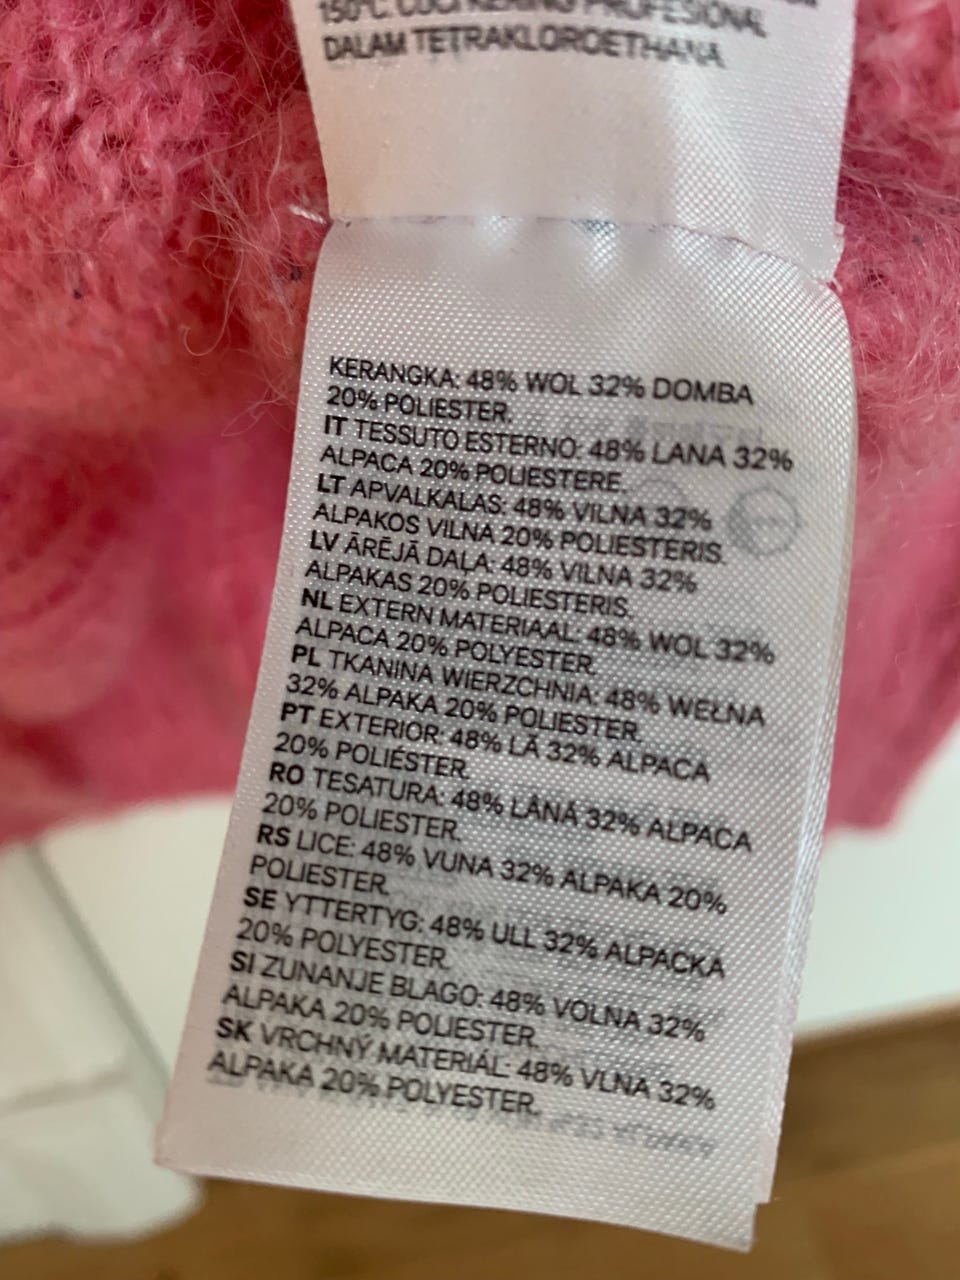 150°C. CUCI KERING PROFESIONAL
DALAM TETRAKLOROETHANA
KERANGKA: 48% WOL 32% DOMBA
20% POLIESTER.
IT TESSUTO ESTERNO: 48% LANA 32%
ALPACA 20% POLIESTERE.
LT APVALKALAS: 48% VILNA 32%
ALPAKOS VILNA 20% POLIESTERIS.
LV ĀRĒJĀ DAĻA: 48% VILNA 32%
ALPAKAS 20% POLIESTERIS.
NL EXTERN MATERIAAL: 48% WOL 32%
ALPACA 20% POLYESTER.
PL TKANINA WIERZCHNIA: 48% WEŁNA
32% ALPAKA 20% POLIESTER.
PT EXTERIOR: 48% LÃ 32% ALPACA
20% POLIÉSTER.
RO TESATURA: 48% LÂNĂ 32% ALPACA
20% POLIESTER.
RS LICE: 48% VUNA 32% ALPAKA 20%
POLIESTER.
SE YTTERTYG: 48% ULL 32% ALPACKA
20% POLYESTER.
SI ZUNANJE BLAGO: 48% VOLNA 32%
ALPAKA 20% POLIESTER.
SK VRCHNÝ MATERIÁL: 48% VLNA 32%
ALPAKA 20% POLYESTER.